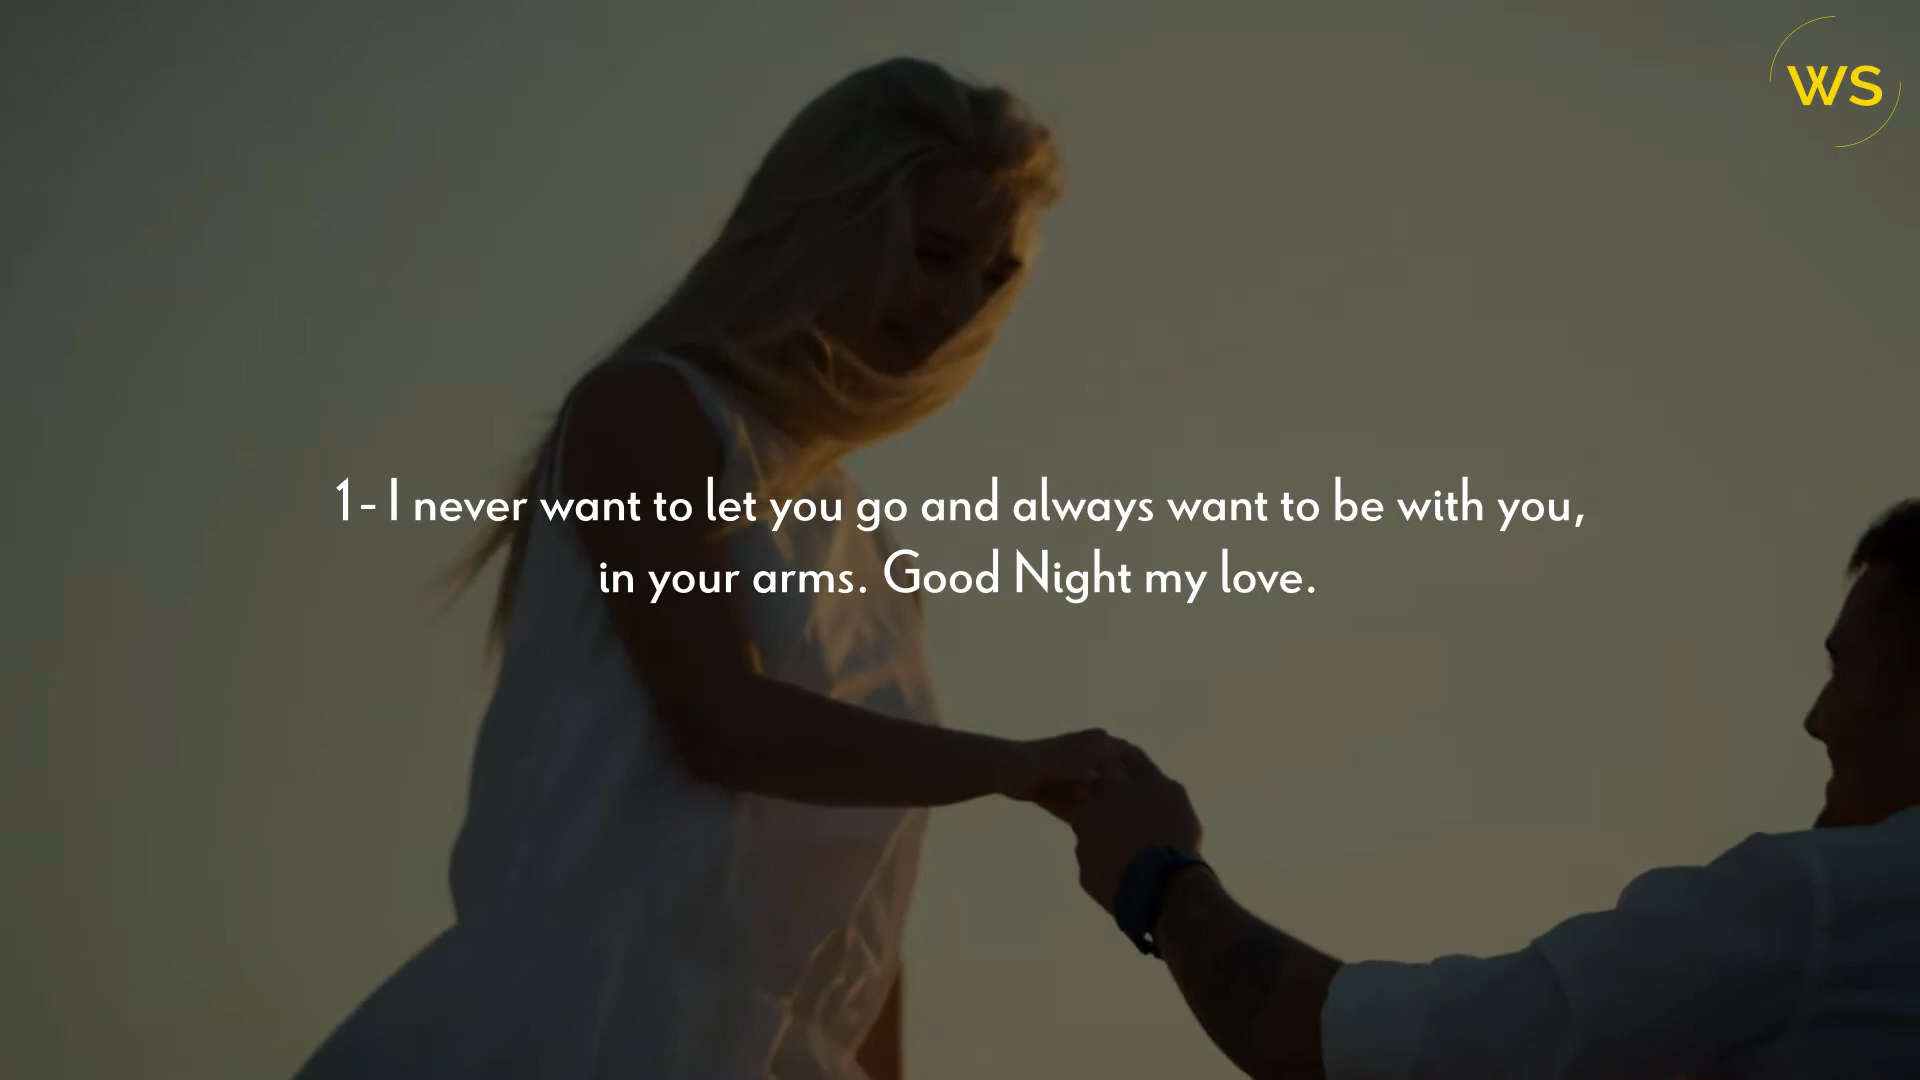 WS
1- I never want to let you go and always want to be with you,
in your arms. Good Night my love.